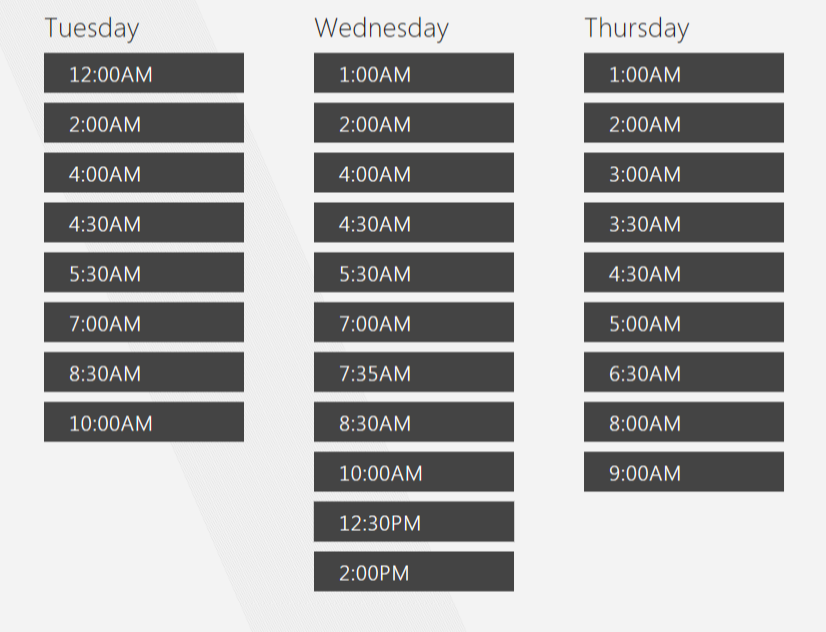 Tuesday
12:00AM
2:00AM
4:00AM
4:30AM
5:30AM
7:00AM
8:30AM
10:00AM
Wednesday
1:00AM
2:00AM
4:00AM
4:30AM
5:30AM
7:00AM
7:35AM
8:30AM
10:00AM
12:30PM
2:00PM
Thursday
1:00AM
2:00AM
3:00AM
3:30AM
4:30AM
5:00AM
6:30AM
8:00AM
9:00AM